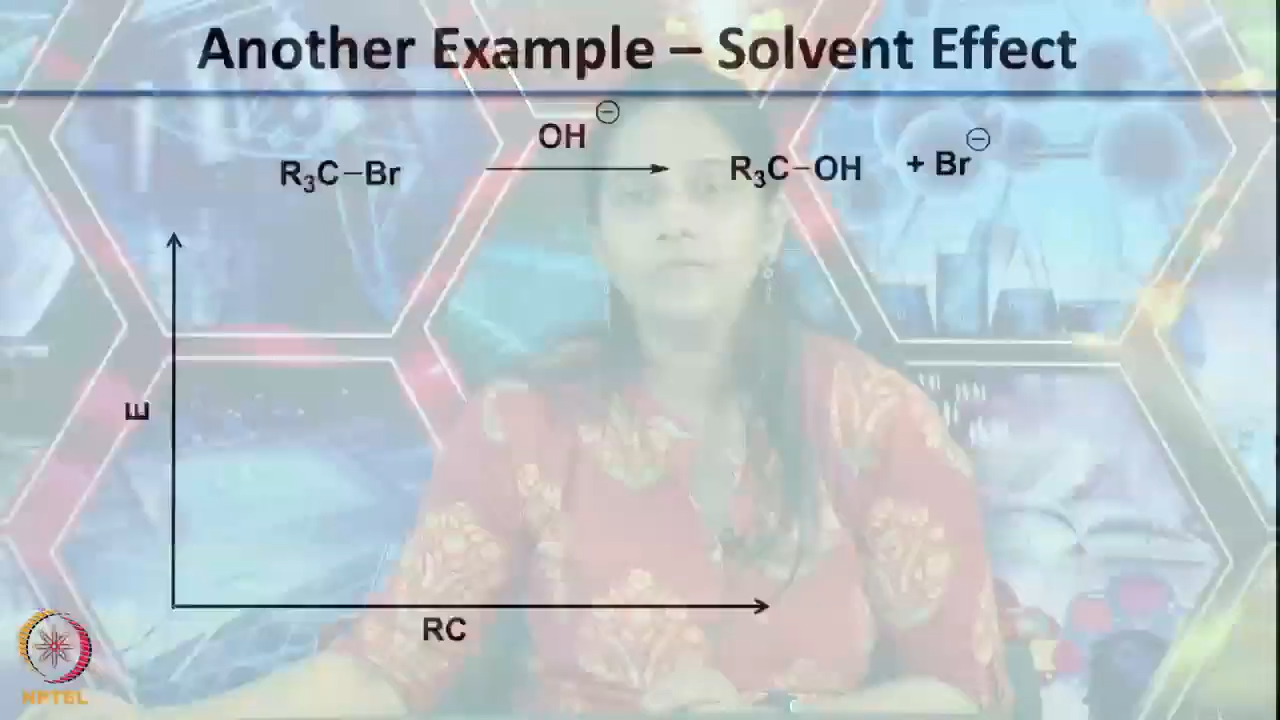 Another Example – Solvent Effect
R₃C–Br OH ⊖ R₃C–OH + Br ⊖
E
RC
NPTEL